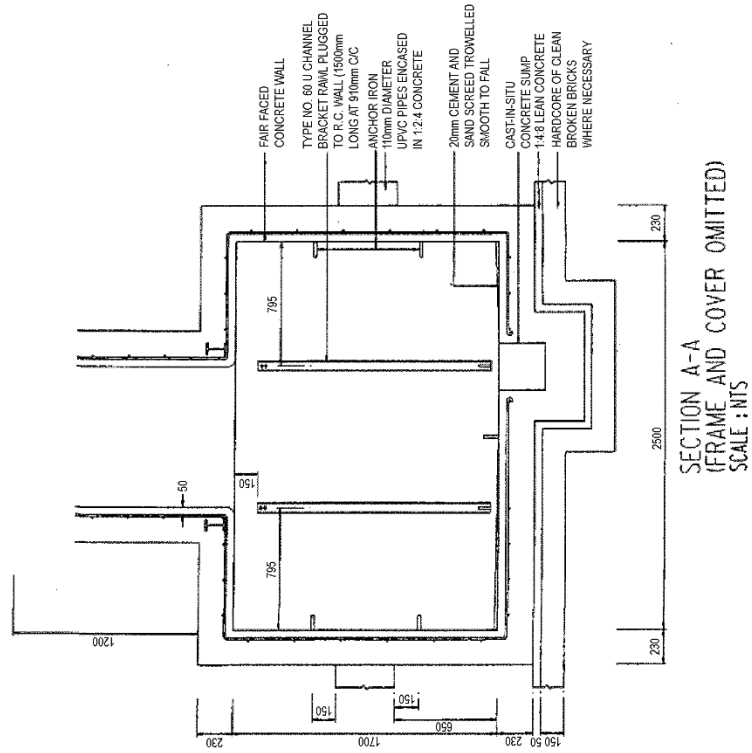 FAIR FACED
CONCRETE WALL
TYPE NO. 60 U CHANNEL
BRACKET RAWL PLUGGED
TO R.C. WALL (1500mm
LONG AT 910mm C/C
ANCHOR IRON
110mm DIAMETER
UPVC PIPES ENCASED
IN 1:2:4 CONCRETE
20mm CEMENT AND
SAND SCREED TROWELLED
SMOOTH TO FALL
CAST-IN-SITU
CONCRETE SUMP
1:4:8 LEAN CONCRETE
HARDCORE OF CLEAN
BROKEN BRICKS
WHERE NECESSARY
795
795
150
50
1200
230
1700
150
150
650
230
50
150
230
2500
230
SECTION A-A
(FRAME AND COVER OMITTED)
SCALE : NTS